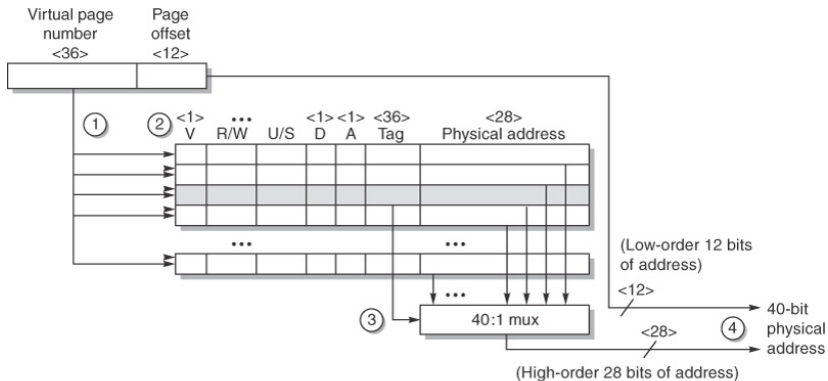 Virtual page
number
<36>
Page
offset
<12>
1
2
<1>
V
•••
R/W
U/S
<1>
D
<1>
A
<36>
Tag
<28>
Physical address
•••
•••
•••
3
40:1 mux
(Low-order 12 bits
of address)
<12>
<28>
4
40-bit
physical
address
(High-order 28 bits of address)